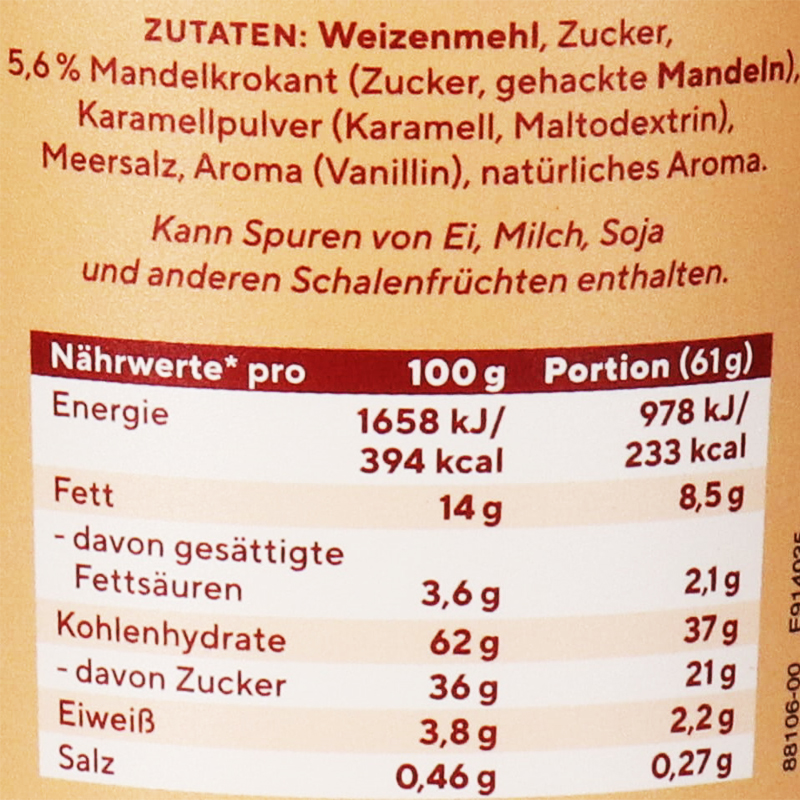 ZUTATEN: Weizenmehl, Zucker,
5,6 % Mandelkrokant (Zucker, gehackte Mandeln),
Karamellpulver (Karamell, Maltodextrin),
Meersalz, Aroma (Vanillin), natürliches Aroma.
Kann Spuren von Ei, Milch, Soja
und anderen Schalenfrüchten enthalten.
Nährwerte* pro 100 g Portion (61 g)
Energie 1658 kJ/ 978 kJ/
394 kcal 233 kcal
Fett 14 g 8,5 g
- davon gesättigte
Fettsäuren 3,6 g 2,1 g
Kohlenhydrate 62 g 37 g
- davon Zucker 36 g 21 g
Eiweiß 3,8 g 2,2 g
Salz 0,46 g 0,27 g
88106-00